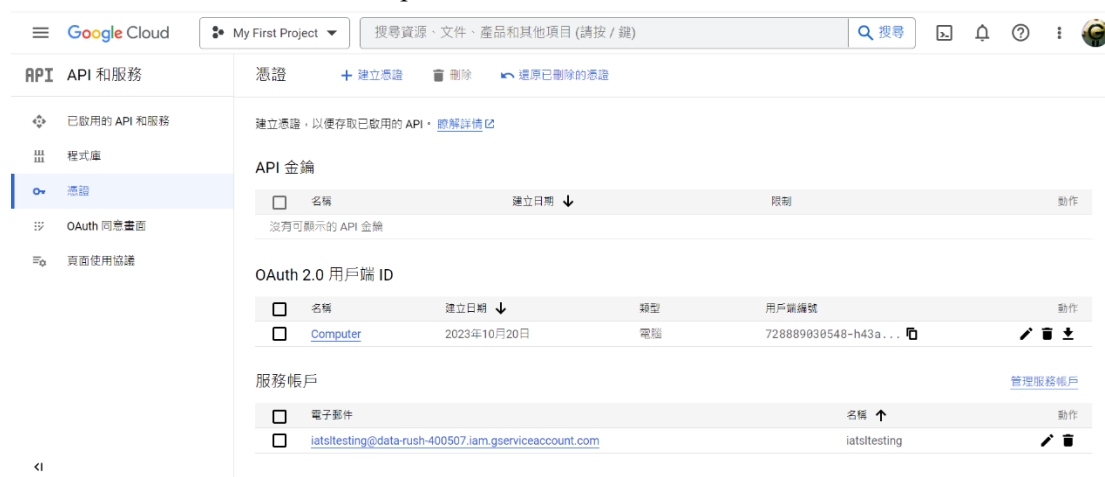 Google Cloud
My First Project
搜尋資源、文件、產品和其他項目 (請按 / 鍵)
搜尋
API API 和服務
憑證
建立憑證
刪除
還原已刪除的憑證
已啟用的 API 和服務
程式庫
憑證
OAuth 同意畫面
頁面使用協議
建立憑證，以便存取已啟用的 API。 瞭解詳情
API 金鑰
名稱 建立日期 限制 動作
沒有可顯示的 API 金鑰
OAuth 2.0 用戶端 ID
名稱 建立日期 類型 用戶端編號 動作
Computer 2023年10月20日 電腦 728889030548-h43a...
服務帳戶 管理服務帳戶
電子郵件 名稱 動作
iatsltesting@data-rush-400507.iam.gserviceaccount.com iatsltesting